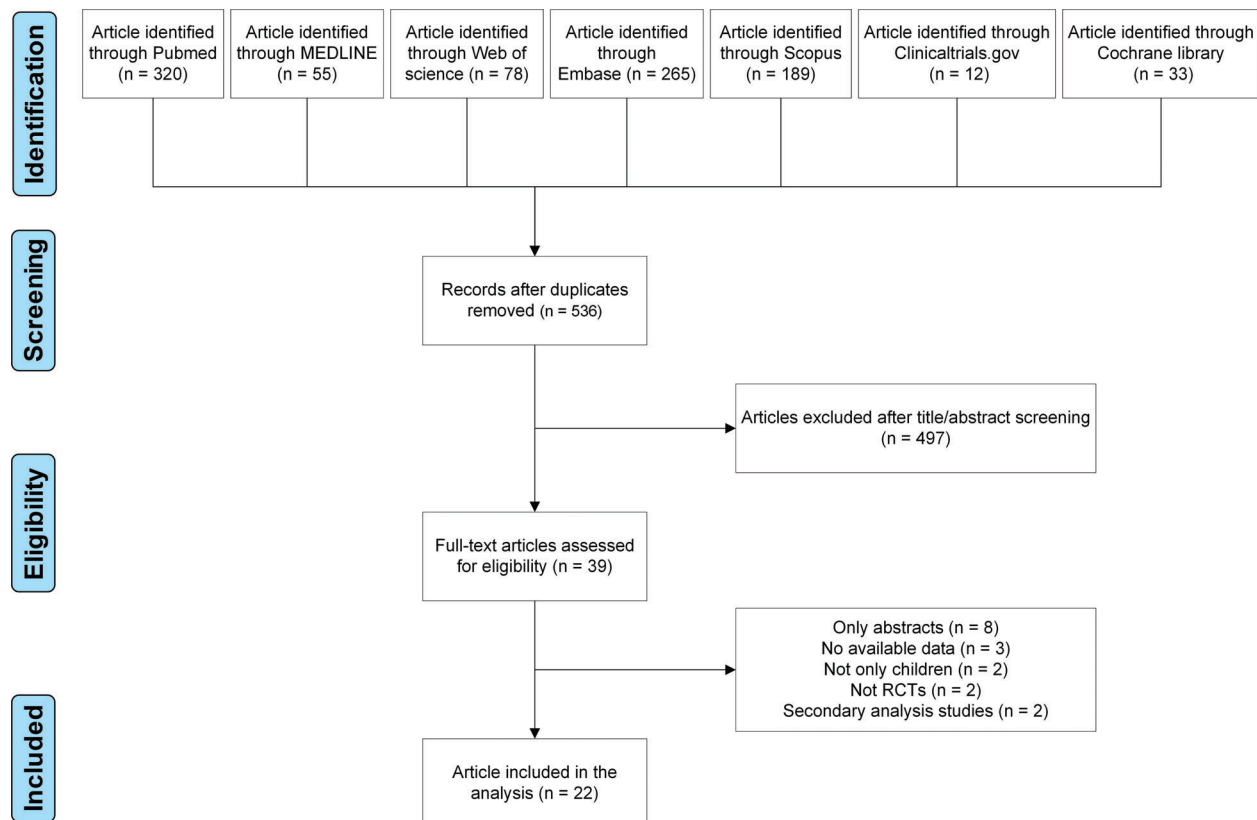 Identification
Article identified
through Pubmed
(n = 320)
Article identified
through MEDLINE
(n = 55)
Article identified
through Web of
science (n = 78)
Article identified
through
Embase (n = 265)
Article identified
through Scopus
(n = 189)
Article identified through
Clinicaltrials.gov
(n = 12)
Article identified through
Cochrane library
(n = 33)
Screening
Records after duplicates
removed (n = 536)
Articles excluded after title/abstract screening
(n = 497)
Eligibility
Full-text articles assessed
for eligibility (n = 39)
Only abstracts (n = 8)
No available data (n = 3)
Not only children (n = 2)
Not RCTs (n = 2)
Secondary analysis studies (n = 2)
Included
Article included in the
analysis (n = 22)